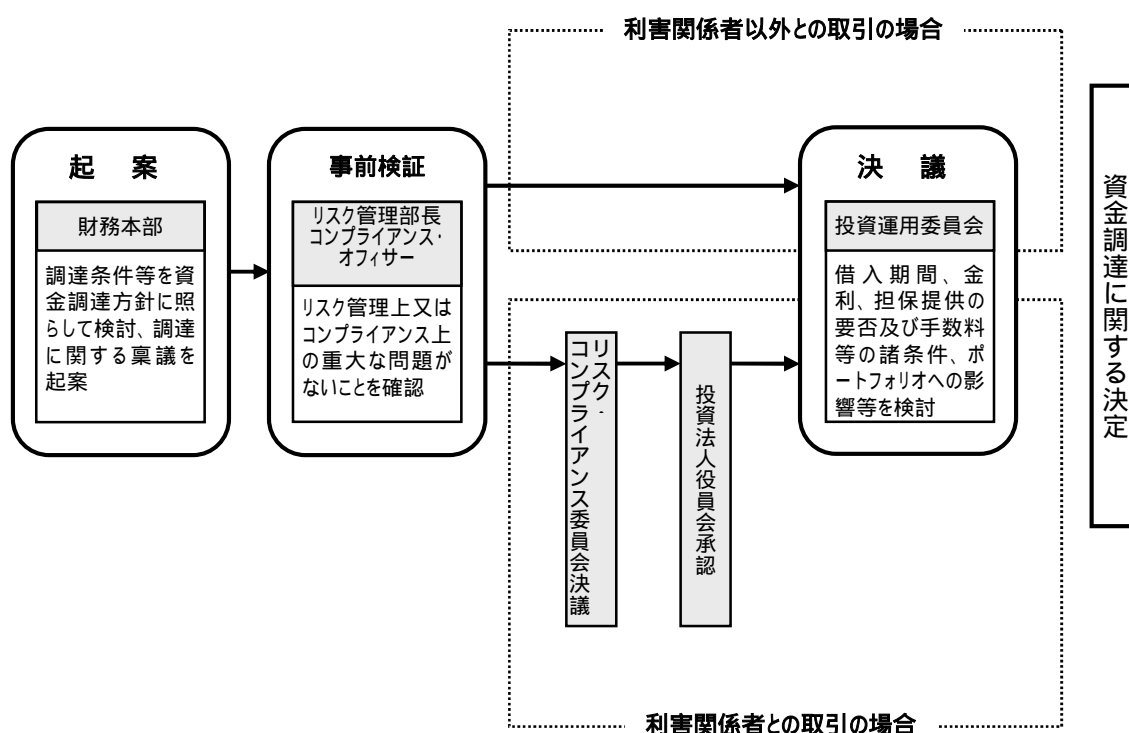 利害関係者以外との取引の場合
起　案
財務本部
調達条件等を資
金調達方針に照
らして検討、調達
に関する稟議を
起案
事前検証
リスク管理部長
コンプライアンス・
オフィサー
リスク管理上又は
コンプライアンス上
の重大な問題が
ないことを確認
リスク・
コンプライアンス委員会決議
投資法人役員会承認
決　議
投資運用委員会
借入期間、金
利、担保提供の
要否及び手数料
等の諸条件、ポ
ートフォリオへの影
響等を検討
資金調達に関する決定
利害関係者との取引の場合